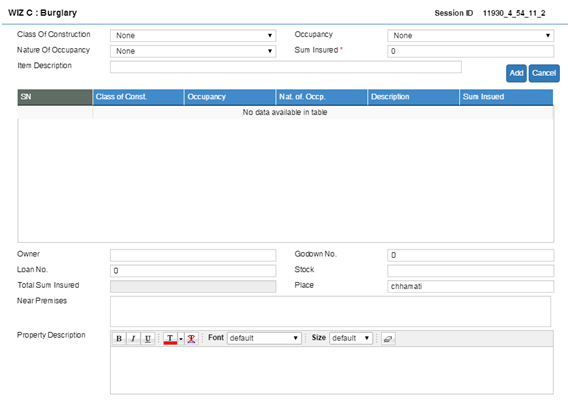 WIZ C : Burglary Session ID 11930_4_54_11_2
Class Of Construction None Occupancy None
Nature Of Occupancy None Sum Insured * 0
Item Description
Add Cancel
SN Class of Const. Occupancy Nat. of. Occp. Description Sum Insued
No data available in table
Owner Godown No. 0
Loan No. 0 Stock
Total Sum Insured Place chhamati
Near Premises
Property Description B I U T T Font default Size default